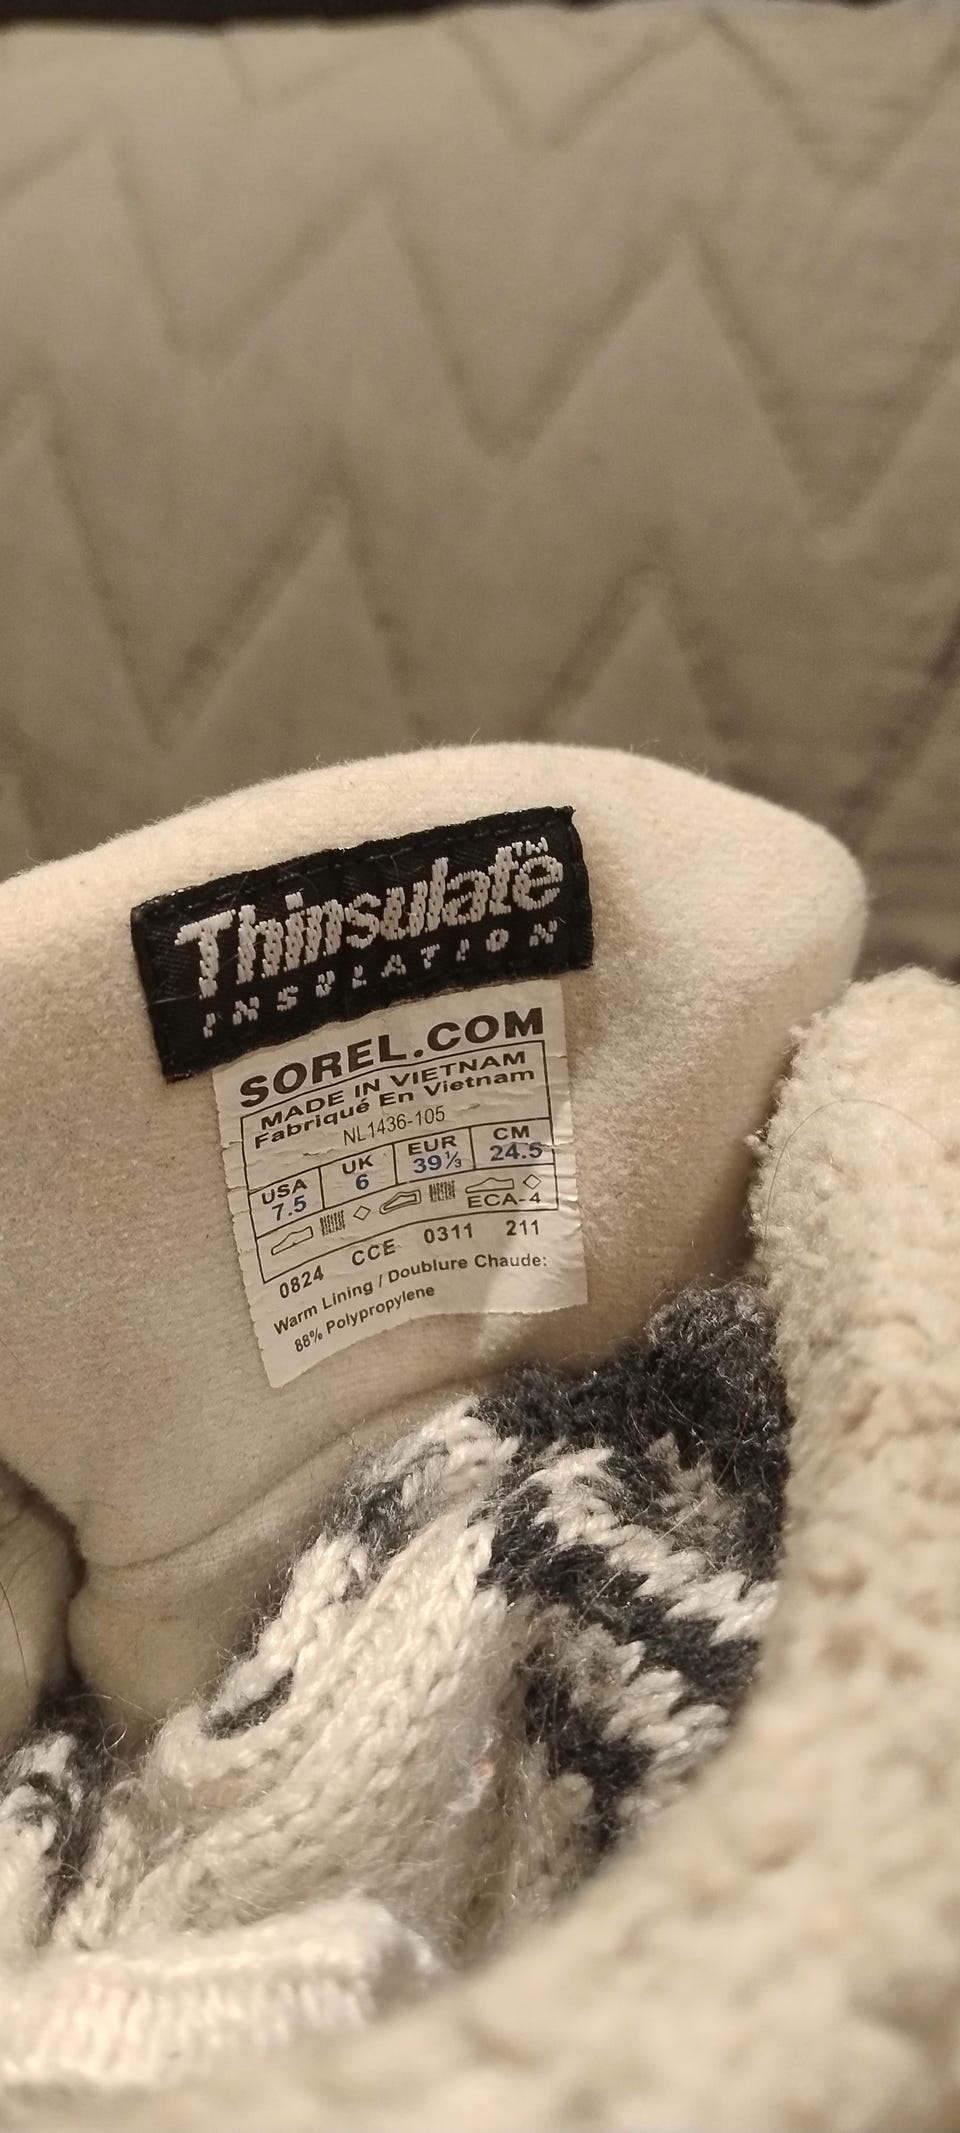 Thinsulate™
INSULATION
SOREL.COM
MADE IN VIETNAM
Fabriqué En Vietnam
NL1436-105
USA UK EUR CM
7.5 6 39⅓ 24.5
ECA-4
0824 CCE 0311 211
Warm Lining / Doublure Chaude:
88% Polypropylene